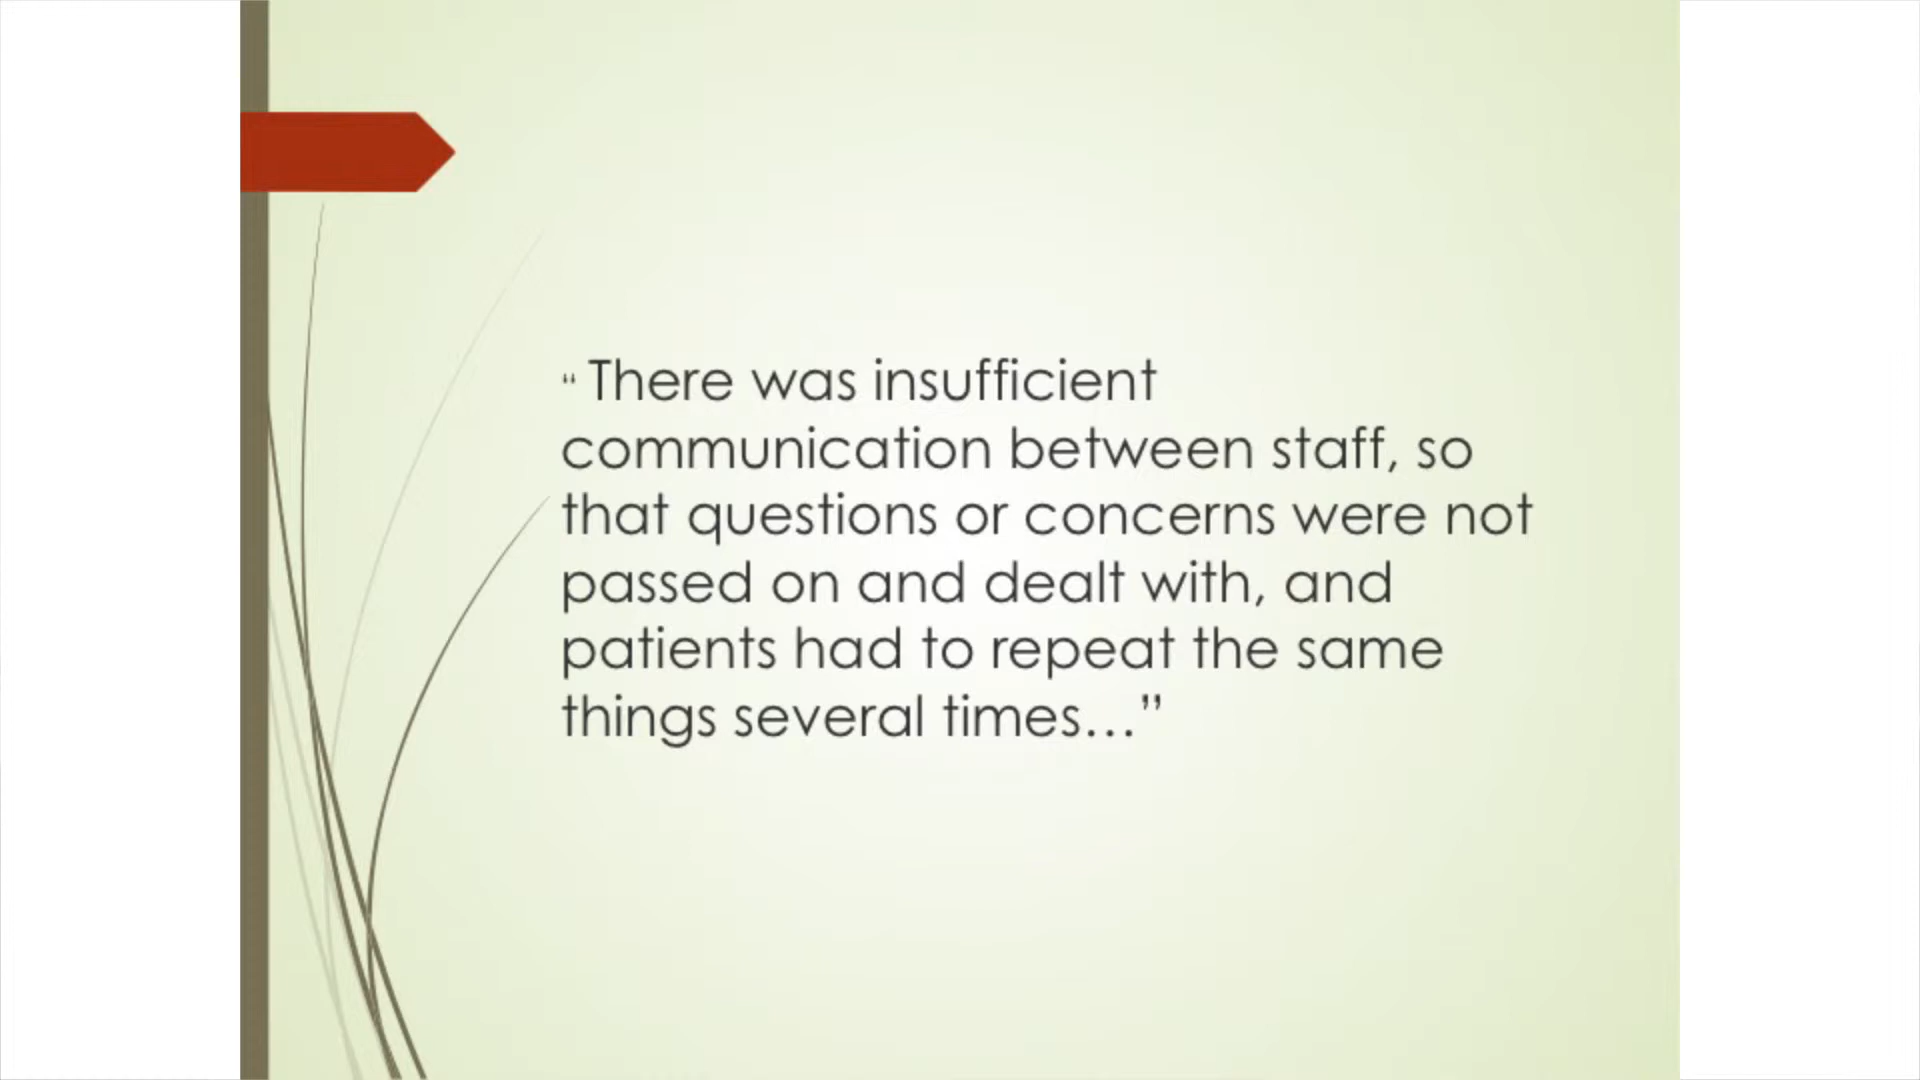 “ There was insufficient
communication between staff, so
that questions or concerns were not
passed on and dealt with, and
patients had to repeat the same
things several times…”